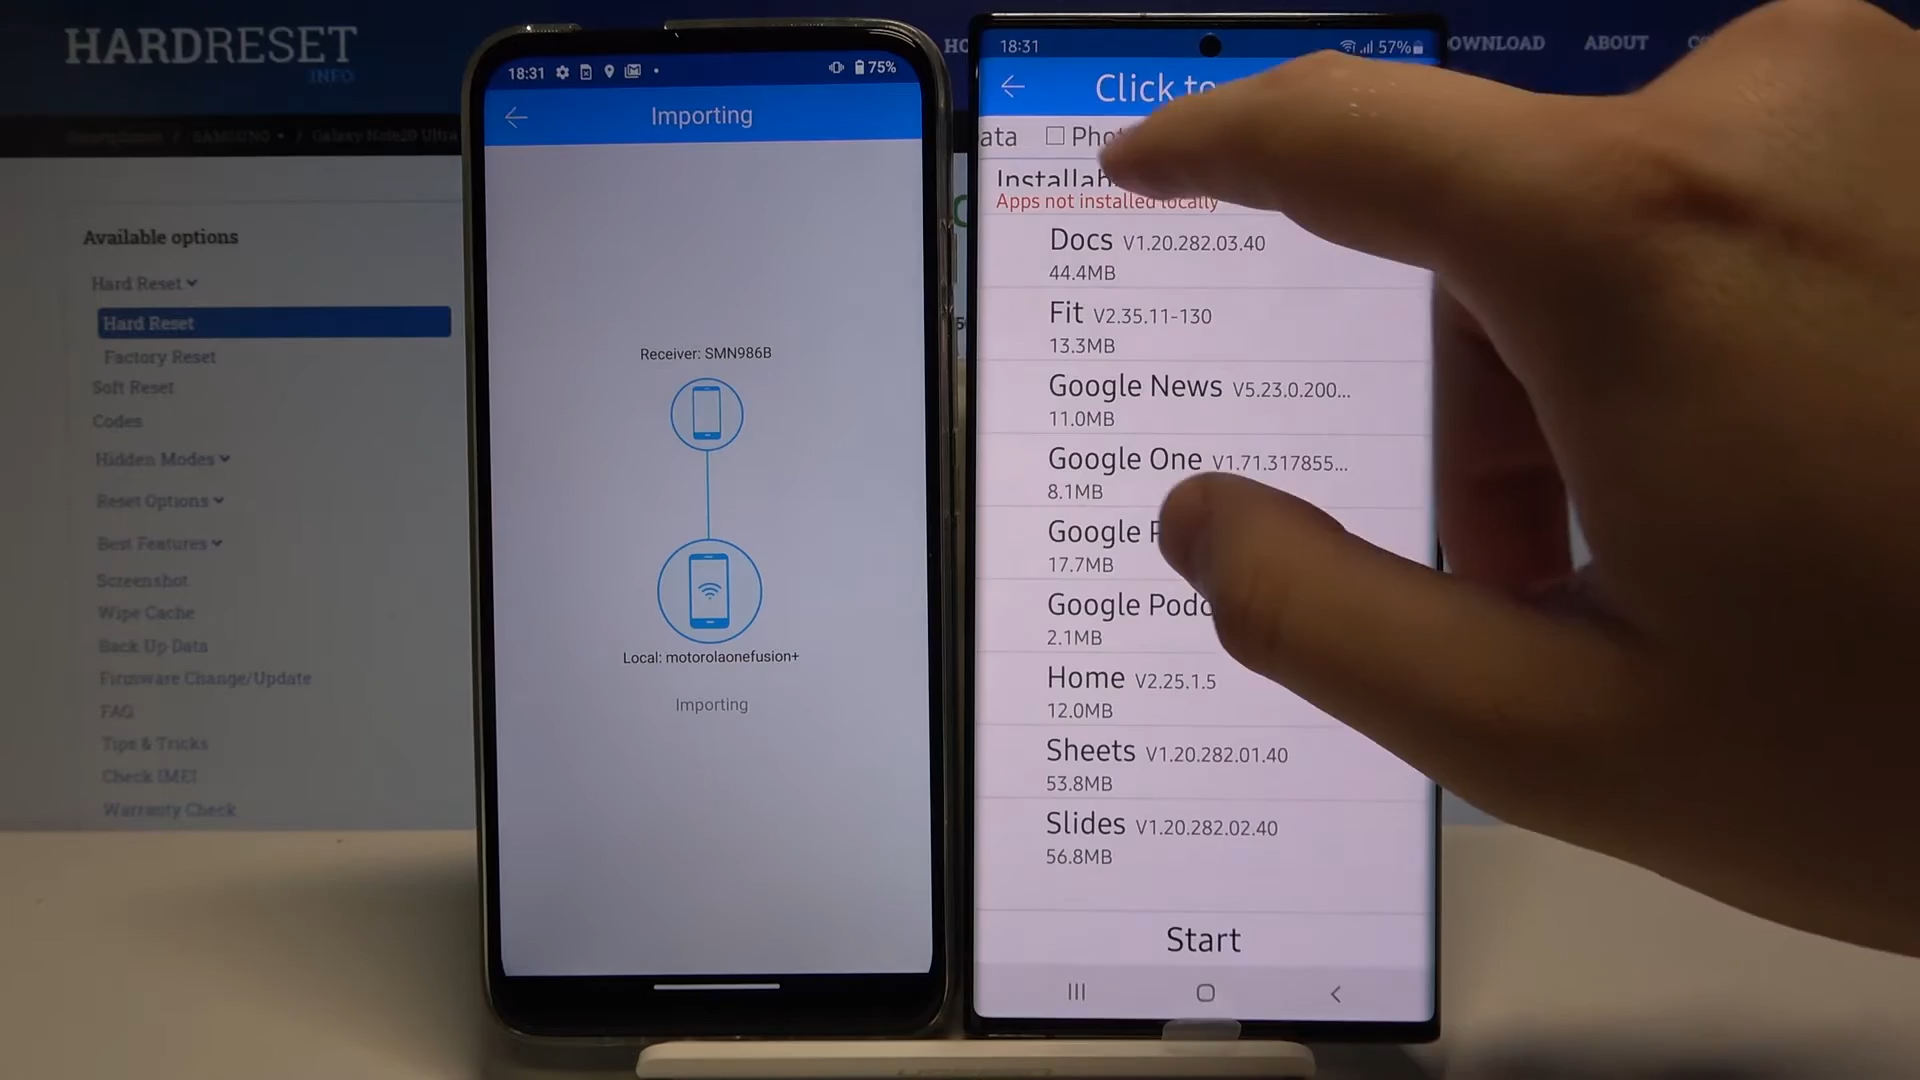 HARDRESET
INFO
DOWNLOAD
ABOUT
Smartphones / SAMSUNG / Galaxy Note20 Ultra
Available options
Hard Reset
Hard Reset
Factory Reset
Soft Reset
Codes
Hidden Modes
Reset Options
Best Features
Screenshot
Wipe Cache
Back Up Data
Firmware Change/Update
FAQ
Tips & Tricks
Check IMEI
Warranty Check
18:31
75%
Importing
Receiver: SMN986B
Local: motorolaonefusion+
Importing
18:31
57%
Click to
ata
Apps not installed locally
Docs V1.20.282.03.40
44.4MB
Fit V2.35.11-130
13.3MB
Google News V5.23.0.200...
11.0MB
Google One V1.71.317855...
8.1MB
Google
17.7MB
Google
2.1MB
Home V2.25.1.5
12.0MB
Sheets V1.20.282.01.40
53.8MB
Slides V1.20.282.02.40
56.8MB
Start